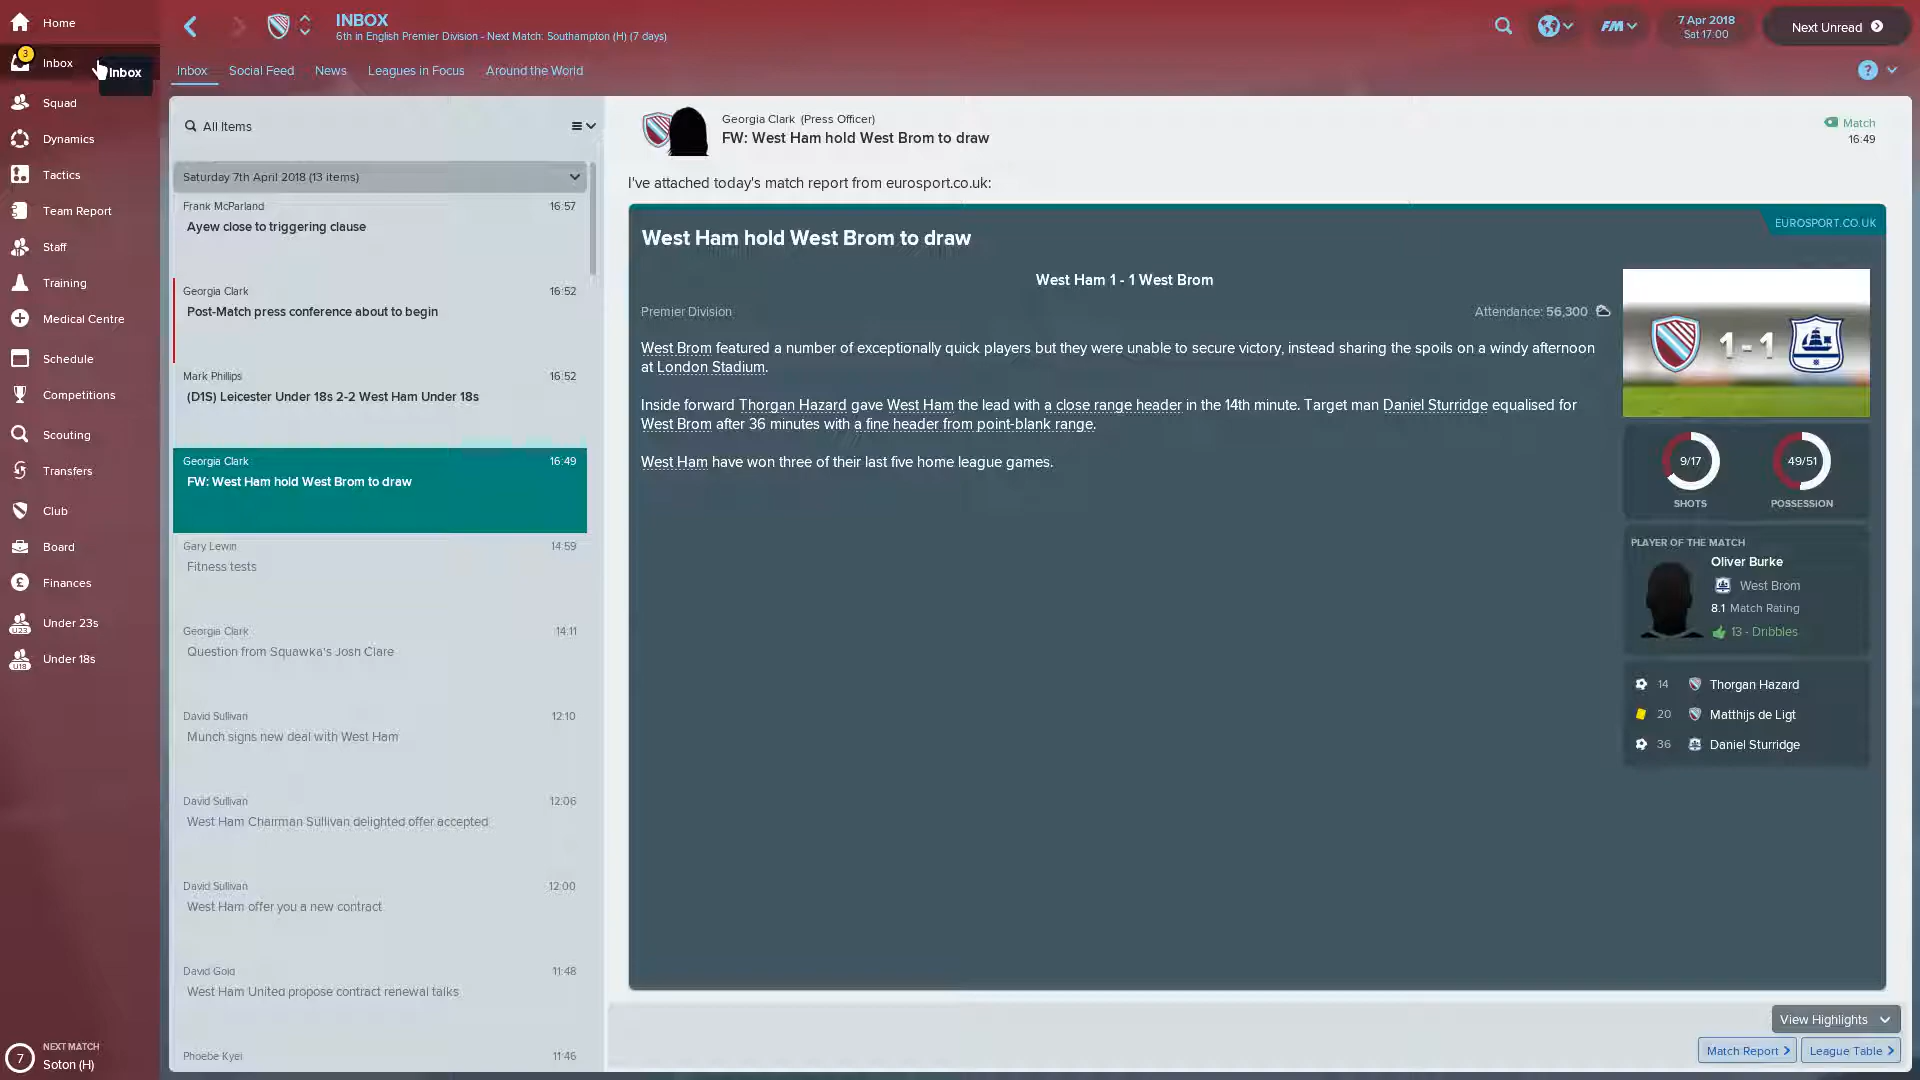 Home
3
Inbox
Inbox
Squad
Dynamics
Tactics
Team Report
Staff
Training
Medical Centre
Schedule
Competitions
Scouting
Transfers
Club
Board
Finances
U23
Under 23s
U18
Under 18s
7
NEXT MATCH
Soton (H)
INBOX
6th in English Premier Division - Next Match: Southampton (H) (7 days)
FM
7 Apr 2018
Sat 17:00
Next Unread
Inbox
Social Feed
News
Leagues in Focus
Around the World
?
All Items
Saturday 7th April 2018 (13 items)
Frank McParland 16:57
Ayew close to triggering clause
Georgia Clark 16:52
Post-Match press conference about to begin
Mark Phillips 16:52
(D1S) Leicester Under 18s 2-2 West Ham Under 18s
Georgia Clark 16:49
FW: West Ham hold West Brom to draw
Gary Lewin 14:59
Fitness tests
Georgia Clark 14:11
Question from Squawka's Josh Clare
David Sullivan 12:10
Munch signs new deal with West Ham
David Sullivan 12:06
West Ham Chairman Sullivan delighted offer accepted
David Sullivan 12:00
West Ham offer you a new contract
David Gold 11:48
West Ham United propose contract renewal talks
Phoebe Kyei 11:46
Georgia Clark (Press Officer)
FW: West Ham hold West Brom to draw
Match
16:49
I've attached today's match report from eurosport.co.uk:
EUROSPORT.CO.UK
West Ham hold West Brom to draw
West Ham 1 - 1 West Brom
Premier Division
Attendance: 56,300
West Brom featured a number of exceptionally quick players but they were unable to secure victory, instead sharing the spoils on a windy afternoon
at London Stadium.
Inside forward Thorgan Hazard gave West Ham the lead with a close range header in the 14th minute. Target man Daniel Sturridge equalised for
West Brom after 36 minutes with a fine header from point-blank range.
West Ham have won three of their last five home league games.
1 - 1
9/17
49/51
SHOTS
POSSESSION
PLAYER OF THE MATCH
Oliver Burke
West Brom
8.1 Match Rating
13 - Dribbles
14 Thorgan Hazard
20 Matthijs de Ligt
36 Daniel Sturridge
View Highlights
Match Report
League Table